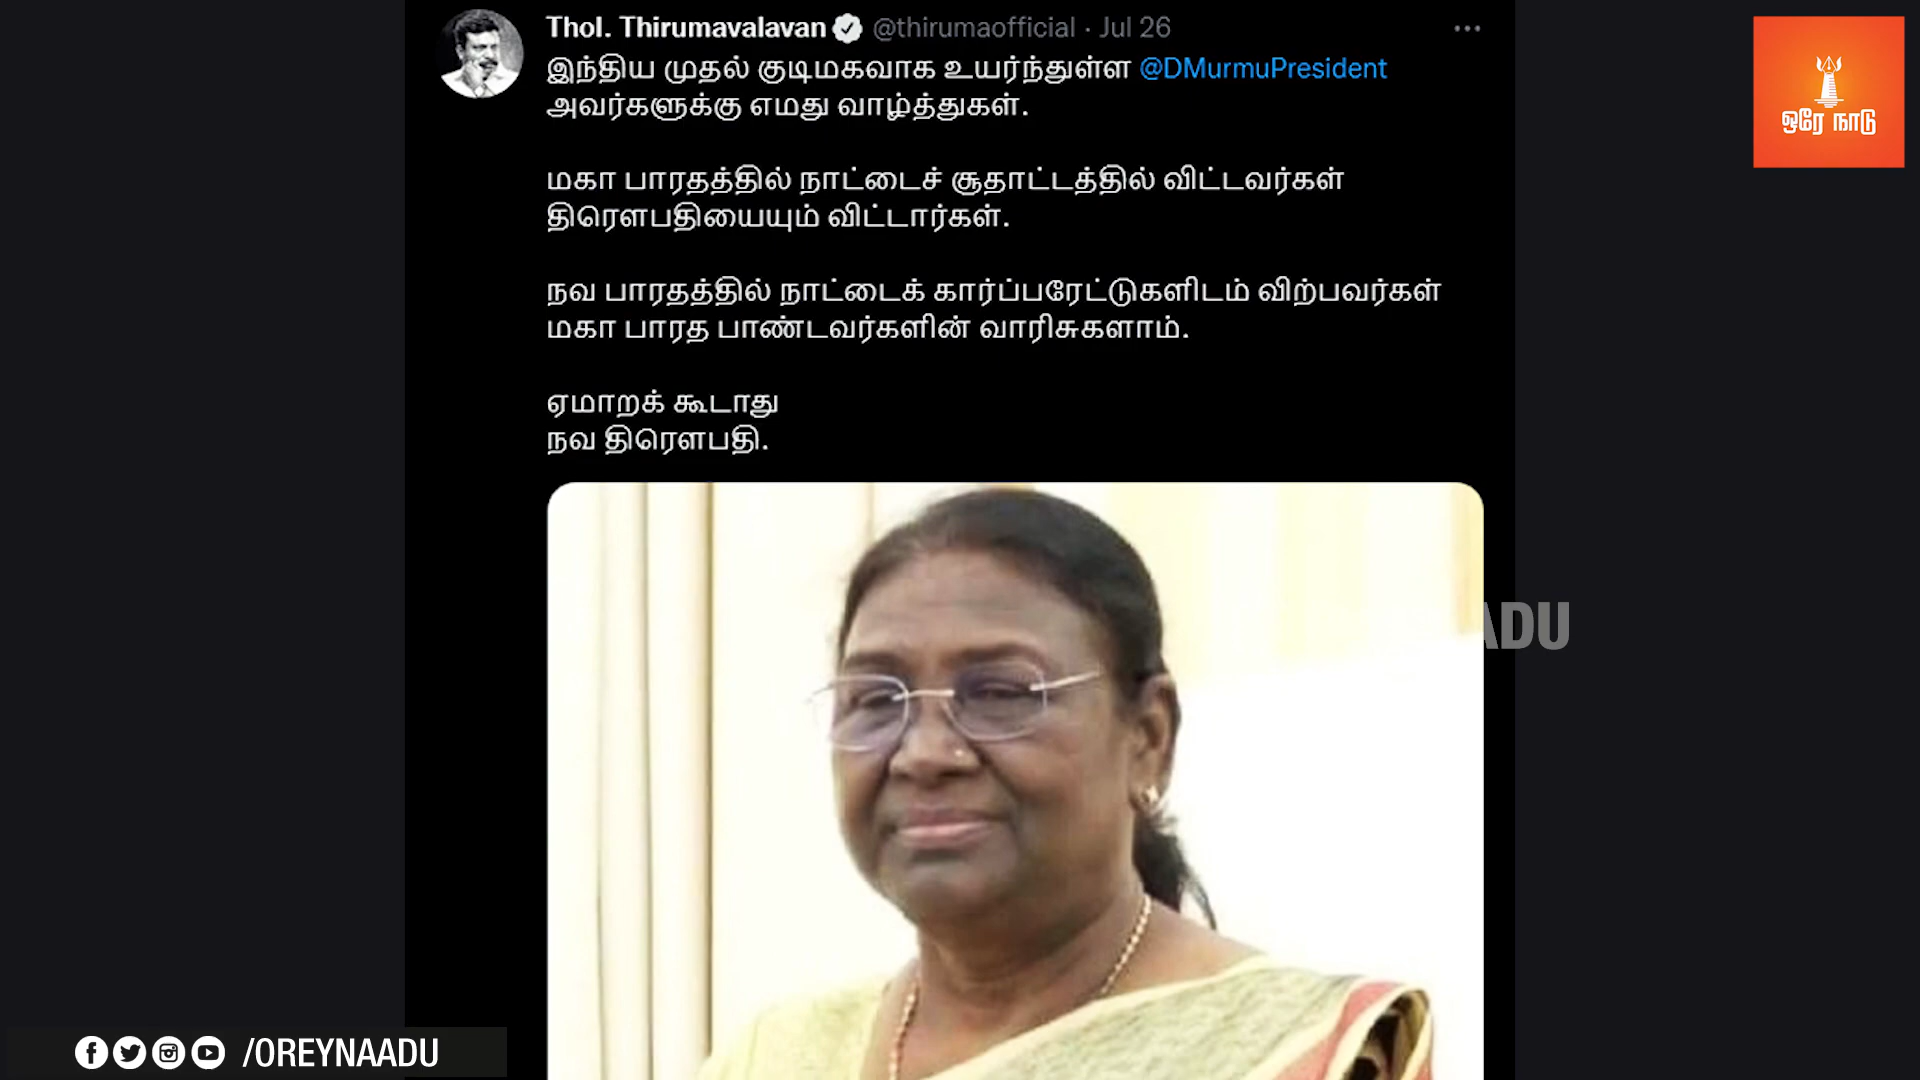 Thol. Thirumavalavan @thirumaofficial · Jul 26 ...
இந்திய முதல் குடிமகவாக உயர்ந்துள்ள @DMurmuPresident
அவர்களுக்கு எமது வாழ்த்துகள்.
மகா பாரதத்தில் நாட்டைச் சூதாட்டத்தில் விட்டவர்கள்
திரௌபதியையும் விட்டார்கள்.
நவ பாரதத்தில் நாட்டைக் கார்ப்பரேட்டுகளிடம் விற்பவர்கள்
மகா பாரத பாண்டவர்களின் வாரிசுகளாம்.
ஏமாறக் கூடாது
நவ திரௌபதி.
ஒரே நாடு
ADU
/OREYNAADU